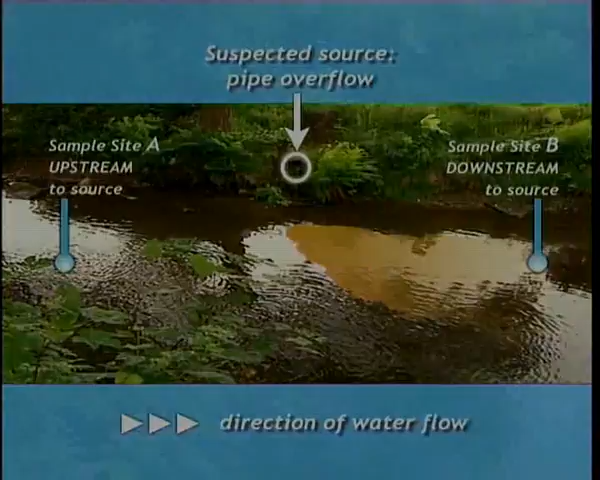 Suspected source:
pipe overflow
Sample Site A
UPSTREAM
to source
Sample Site B
DOWNSTREAM
to source
direction of water flow